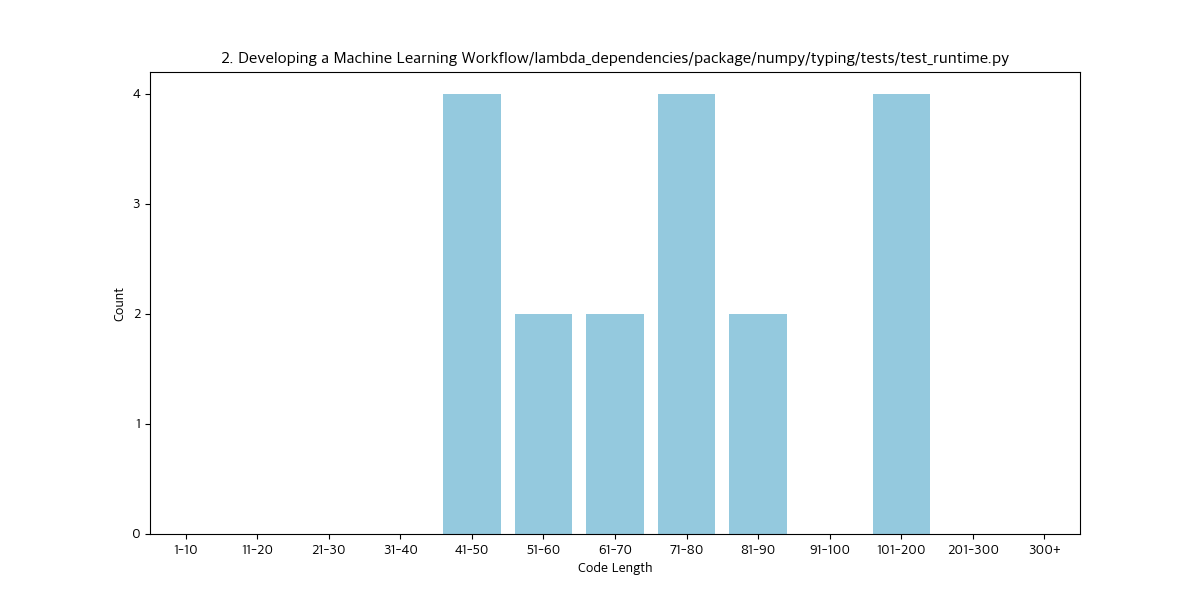 2. Developing a Machine Learning Workflow/lambda_dependencies/package/numpy/typing/tests/test_runtime.py
4
3
2
1
0
Count
1-10 11-20 21-30 31-40 41-50 51-60 61-70 71-80 81-90 91-100 101-200 201-300 300+
Code Length